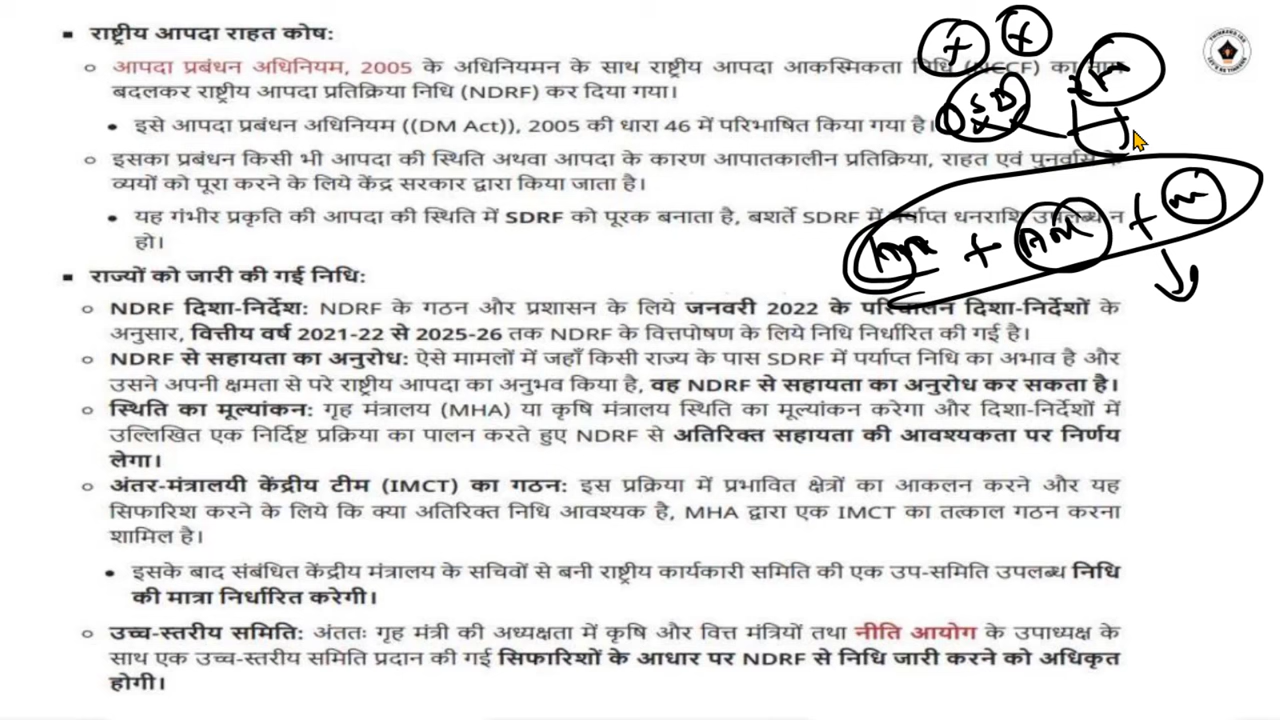 राष्ट्रीय आपदा राहत कोष:
आपदा प्रबंधन अधिनियम, 2005 के अधिनियमन के साथ राष्ट्रीय आपदा आकस्मिकता निधि (NCCF) का नाम
बदलकर राष्ट्रीय आपदा प्रतिक्रिया निधि (NDRF) कर दिया गया।
इसे आपदा प्रबंधन अधिनियम ((DM Act)), 2005 की धारा 46 में परिभाषित किया गया है।
इसका प्रबंधन किसी भी आपदा की स्थिति अथवा आपदा के कारण आपातकालीन प्रतिक्रिया, राहत एवं पुनर्वास के
व्ययों को पूरा करने के लिये केंद्र सरकार द्वारा किया जाता है।
यह गंभीर प्रकृति की आपदा की स्थिति में SDRF को पूरक बनाता है, बशर्ते SDRF में पर्याप्त धनराशि उपलब्ध न
हो।
राज्यों को जारी की गई निधि:
NDRF दिशा-निर्देश: NDRF के गठन और प्रशासन के लिये जनवरी 2022 के परिचालन दिशा-निर्देशों के
अनुसार, वित्तीय वर्ष 2021-22 से 2025-26 तक NDRF के वित्तपोषण के लिये निधि निर्धारित की गई है।
NDRF से सहायता का अनुरोध: ऐसे मामलों में जहाँ किसी राज्य के पास SDRF में पर्याप्त निधि का अभाव है और
उसने अपनी क्षमता से परे राष्ट्रीय आपदा का अनुभव किया है, वह NDRF से सहायता का अनुरोध कर सकता है।
स्थिति का मूल्यांकन: गृह मंत्रालय (MHA) या कृषि मंत्रालय स्थिति का मूल्यांकन करेगा और दिशा-निर्देशों में
उल्लिखित एक निर्दिष्ट प्रक्रिया का पालन करते हुए NDRF से अतिरिक्त सहायता की आवश्यकता पर निर्णय
लेगा।
अंतर-मंत्रालयी केंद्रीय टीम (IMCT) का गठन: इस प्रक्रिया में प्रभावित क्षेत्रों का आकलन करने और यह
सिफारिश करने के लिये कि क्या अतिरिक्त निधि आवश्यक है, MHA द्वारा एक IMCT का तत्काल गठन करना
शामिल है।
इसके बाद संबंधित केंद्रीय मंत्रालय के सचिवों से बनी राष्ट्रीय कार्यकारी समिति की एक उप-समिति उपलब्ध निधि
की मात्रा निर्धारित करेगी।
उच्च-स्तरीय समिति: अंततः गृह मंत्री की अध्यक्षता में कृषि और वित्त मंत्रियों तथा नीति आयोग के उपाध्यक्ष के
साथ एक उच्च-स्तरीय समिति प्रदान की गई सिफारिशों के आधार पर NDRF से निधि जारी करने को अधिकृत
होगी।